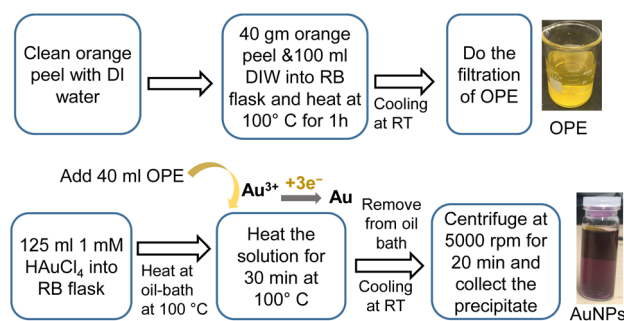 Clean orange
peel with DI
water
40 gm orange
peel &100 ml
DIW into RB
flask and heat at
100° C for 1h
Cooling
at RT
Do the
filtration
of OPE
OPE
Add 40 ml OPE
125 ml 1 mM
HAuCl₄ into
RB flask
Heat at
oil-bath
at 100 °C
Au³⁺ +3e⁻ Au
Heat the
solution for
30 min at
100° C
Remove
from oil
bath
Cooling
at RT
Centrifuge at
5000 rpm for
20 min and
collect the
precipitate
AuNPs